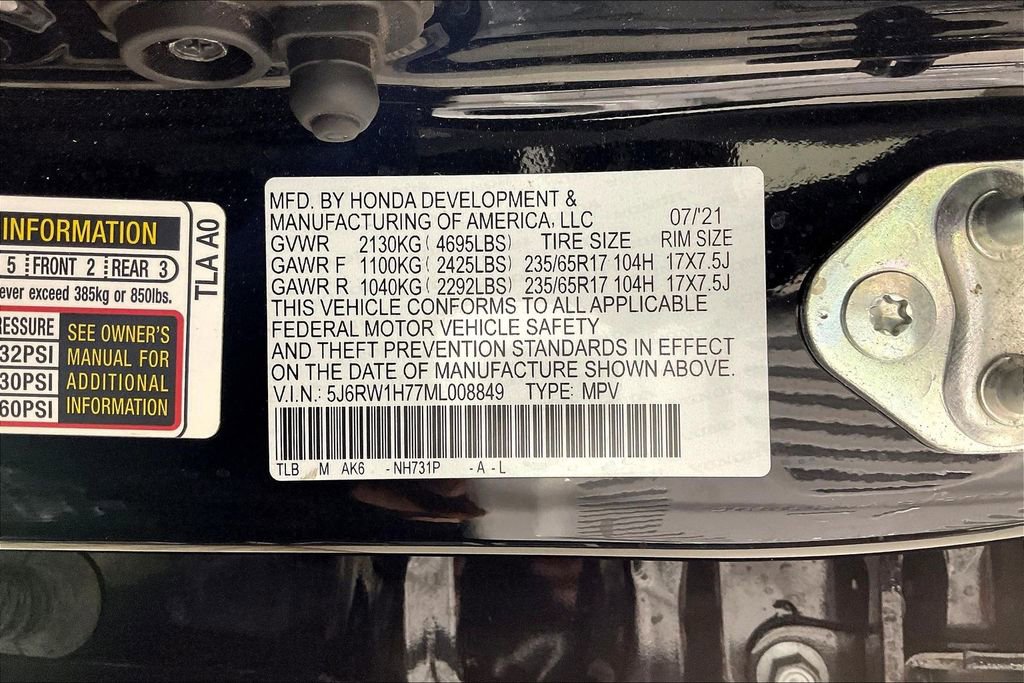 INFORMATION
5 FRONT 2 REAR 3
ever exceed 385kg or 850lbs.
RESSURE
32PSI
30PSI
60PSI
SEE OWNER'S
MANUAL FOR
ADDITIONAL
INFORMATION
TLA A0
MFD. BY HONDA DEVELOPMENT &
MANUFACTURING OF AMERICA, LLC 07/'21
GVWR 2130KG ( 4695LBS) TIRE SIZE RIM SIZE
GAWR F 1100KG ( 2425LBS) 235/65R17 104H 17X7.5J
GAWR R 1040KG ( 2292LBS) 235/65R17 104H 17X7.5J
THIS VEHICLE CONFORMS TO ALL APPLICABLE
FEDERAL MOTOR VEHICLE SAFETY
AND THEFT PREVENTION STANDARDS IN EFFECT
ON THE DATE OF MANUFACTURE SHOWN ABOVE.
V.I.N.: 5J6RW1H77ML008849 TYPE: MPV
TLB M AK6 -NH731P -A-L